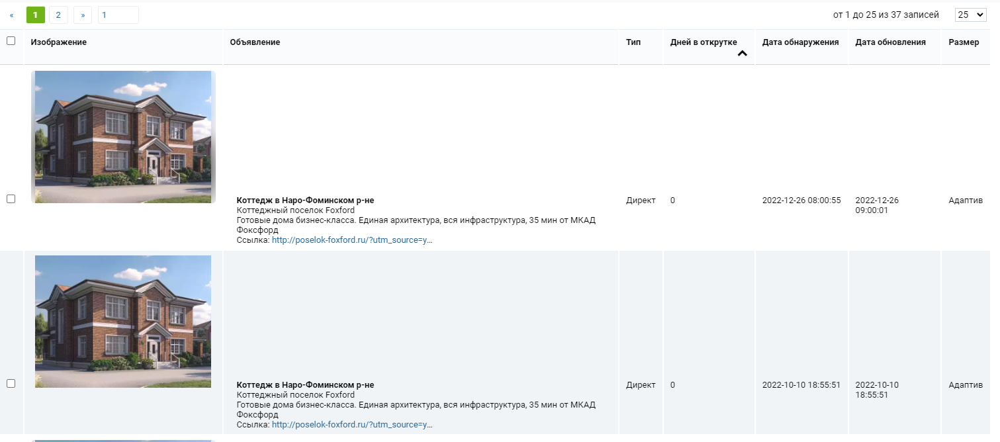 « 1 2 » 1 от 1 до 25 из 37 записей 25
Изображение Объявление Тип Дней в открутке Дата обнаружения Дата обновления Размер
Коттедж в Наро-Фоминском р-не Директ 0 2022-12-26 08:00:55 2022-12-26 Адаптив
Коттеджный поселок Foxford 09:00:01
Готовые дома бизнес-класса. Единая архитектура, вся инфраструктура, 35 мин от МКАД
Фоксфорд
Ссылка: http://poselok-foxford.ru/?utm_source=y…
Коттедж в Наро-Фоминском р-не Директ 0 2022-10-10 18:55:51 2022-10-10 Адаптив
Коттеджный поселок Foxford 18:55:51
Готовые дома бизнес-класса. Единая архитектура, вся инфраструктура, 35 мин от МКАД
Фоксфорд
Ссылка: http://poselok-foxford.ru/?utm_source=y…